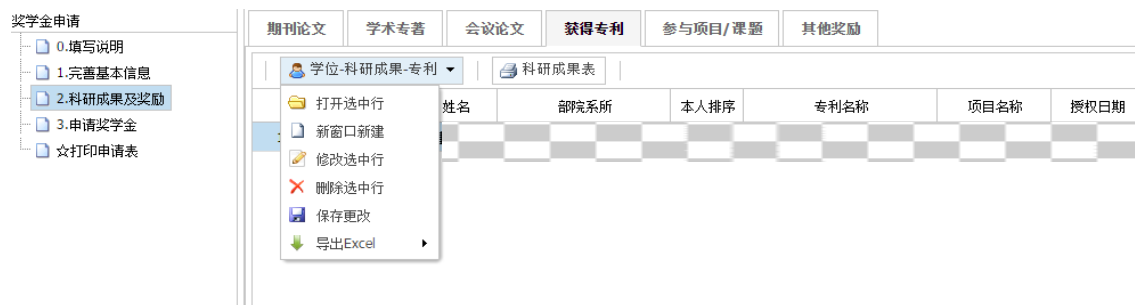 奖学金申请
0.填写说明
1.完善基本信息
2.科研成果及奖励
3.申请奖学金
☆打印申请表
期刊论文 学术专著 会议论文 获得专利 参与项目/课题 其他奖励
学位-科研成果-专利 科研成果表
姓名 部院系所 本人排序 专利名称 项目名称 授权日期
打开选中行
新窗口新建
修改选中行
删除选中行
保存更改
导出Excel